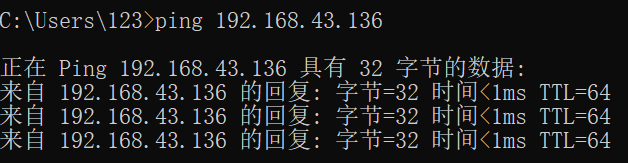 C:\Users\123>ping 192.168.43.136
正在 Ping 192.168.43.136 具有 32 字节的数据:
来自 192.168.43.136 的回复: 字节=32 时间<1ms TTL=64
来自 192.168.43.136 的回复: 字节=32 时间<1ms TTL=64
来自 192.168.43.136 的回复: 字节=32 时间<1ms TTL=64